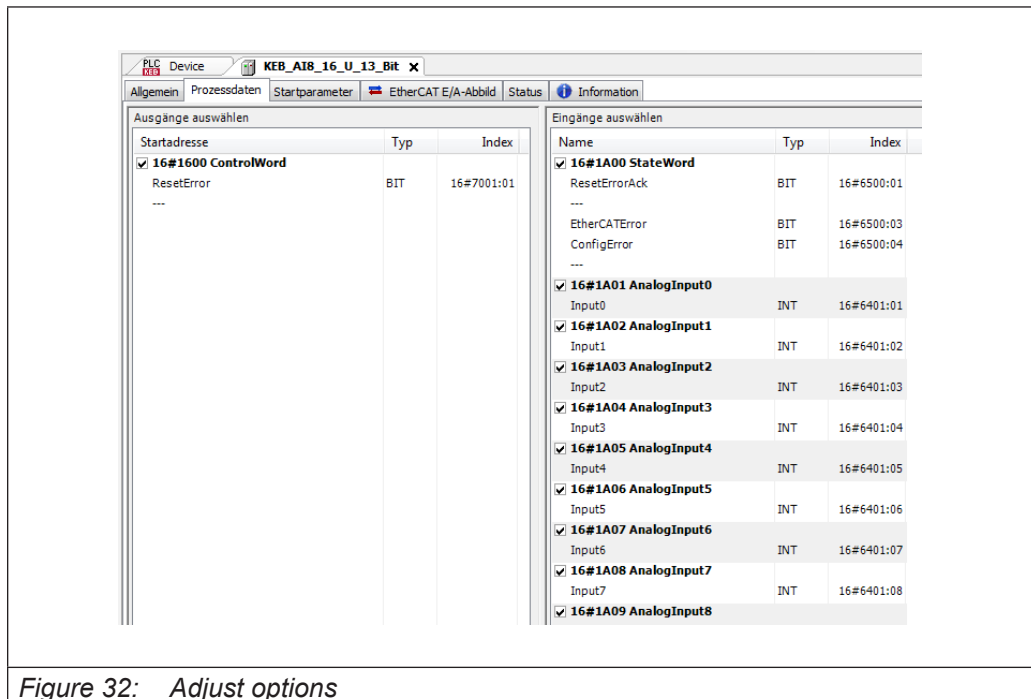 PLC KEB Device KEB_AI8_16_U_13_Bit x
Allgemein Prozessdaten Startparameter EtherCAT E/A-Abbild Status Information
Ausgänge auswählen
Startadresse Typ Index
16#1600 ControlWord
ResetError BIT 16#7001:01
---
Eingänge auswählen
Name Typ Index
16#1A00 StateWord
ResetErrorAck BIT 16#6500:01
---
EtherCATError BIT 16#6500:03
ConfigError BIT 16#6500:04
---
16#1A01 AnalogInput0
Input0 INT 16#6401:01
16#1A02 AnalogInput1
Input1 INT 16#6401:02
16#1A03 AnalogInput2
Input2 INT 16#6401:03
16#1A04 AnalogInput3
Input3 INT 16#6401:04
16#1A05 AnalogInput4
Input4 INT 16#6401:05
16#1A06 AnalogInput5
Input5 INT 16#6401:06
16#1A07 AnalogInput6
Input6 INT 16#6401:07
16#1A08 AnalogInput7
Input7 INT 16#6401:08
16#1A09 AnalogInput8
Figure 32: Adjust options